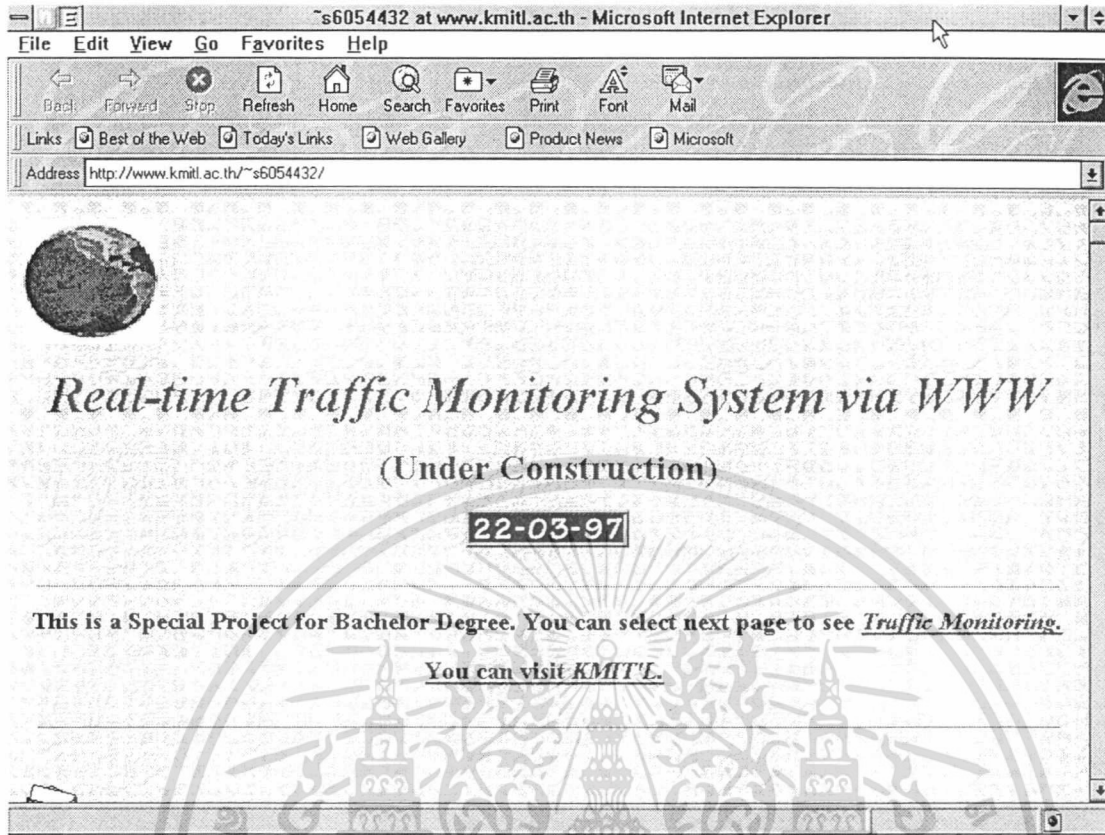 ~s6054432 at www.kmitl.ac.th - Microsoft Internet Explorer
File Edit View Go Favorites Help
Back Forward Stop Refresh Home Search Favorites Print Font Mail
Links Best of the Web Today's Links Web Gallery Product News Microsoft
Address http://www.kmitl.ac.th/~s6054432/
Real-time Traffic Monitoring System via WWW
(Under Construction)
22-03-97
This is a Special Project for Bachelor Degree. You can select next page to see Traffic Monitoring.
You can visit KMIT'L.